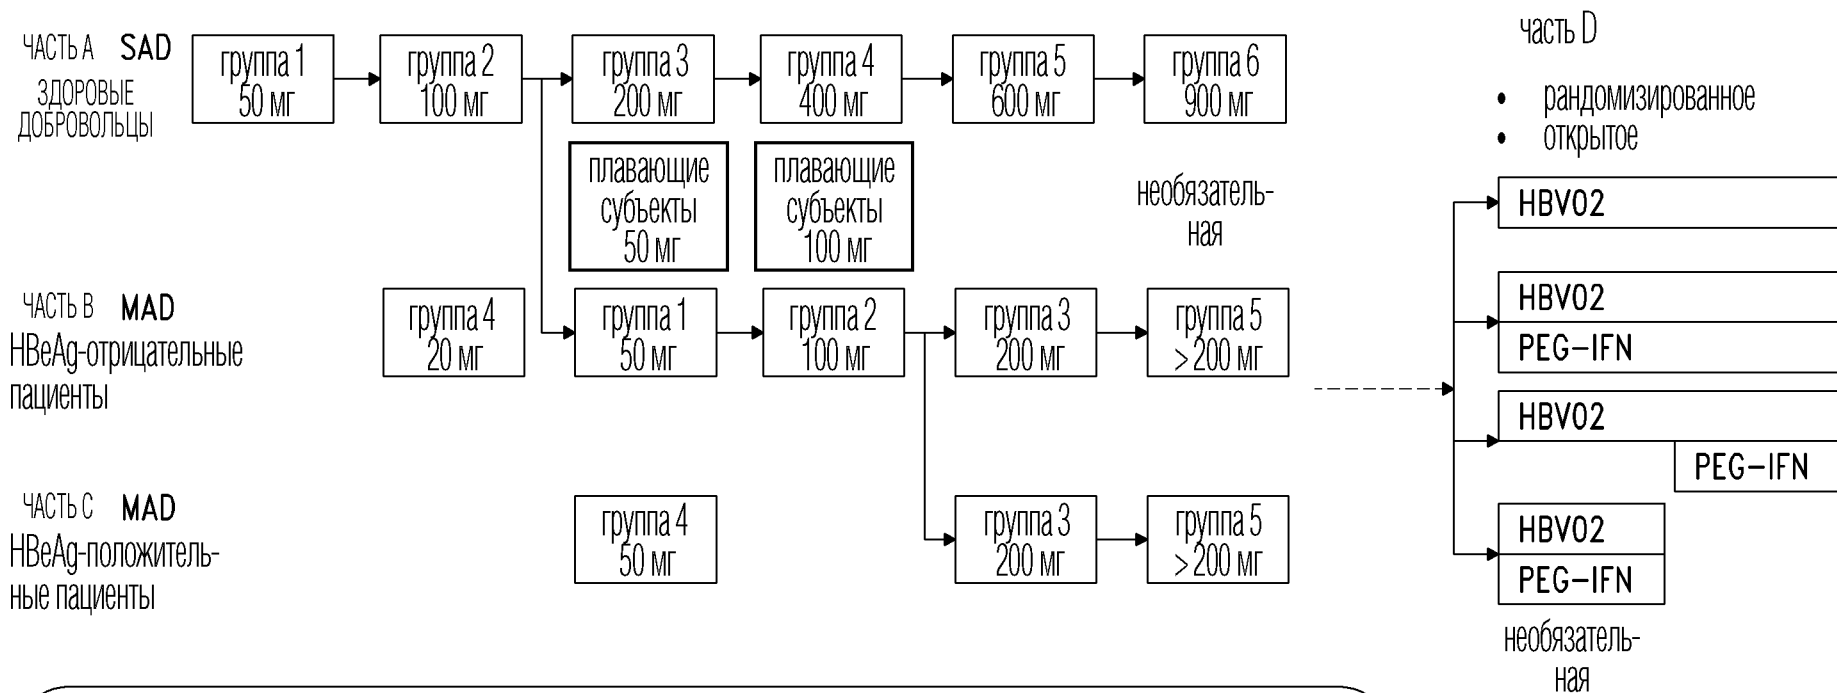 ЧАСТЬ А SAD
ЗДОРОВЫЕ
ДОБРОВОЛЬЦЫ
группа 1
50 мг
группа 2
100 мг
группа 3
200 мг
группа 4
400 мг
группа 5
600 мг
группа 6
900 мг
плавающие
субъекты
50 мг
плавающие
субъекты
100 мг
необязатель-
ная
ЧАСТЬ В MAD
HBeAg-отрицательные
пациенты
группа 4
20 мг
группа 1
50 мг
группа 2
100 мг
группа 3
200 мг
группа 5
>200 мг
ЧАСТЬ С MAD
HBeAg-положитель-
ные пациенты
группа 4
50 мг
группа 3
200 мг
группа 5
>200 мг
часть D
• рандомизированное
• открытое
HBV02
HBV02
PEG-IFN
HBV02
PEG-IFN
HBV02
PEG-IFN
необязатель-
ная